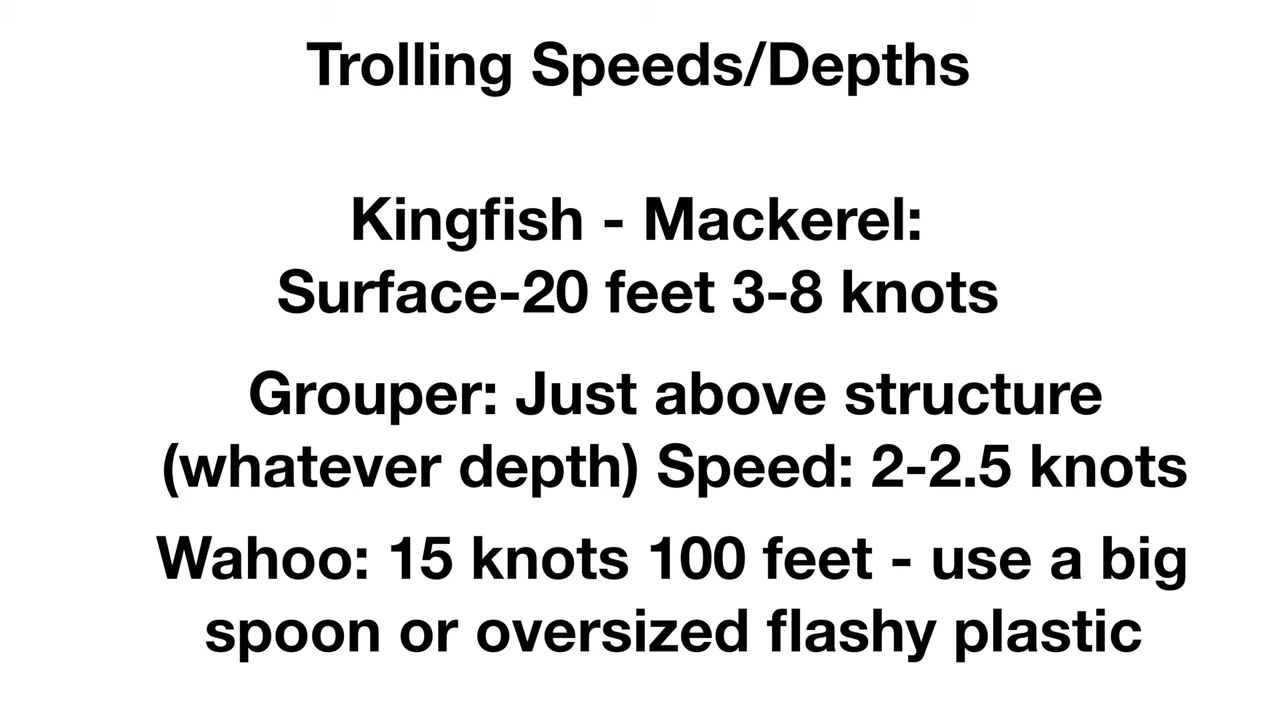 Trolling Speeds/Depths
Kingfish - Mackerel:
Surface-20 feet 3-8 knots
Grouper: Just above structure
(whatever depth) Speed: 2-2.5 knots
Wahoo: 15 knots 100 feet - use a big
spoon or oversized flashy plastic